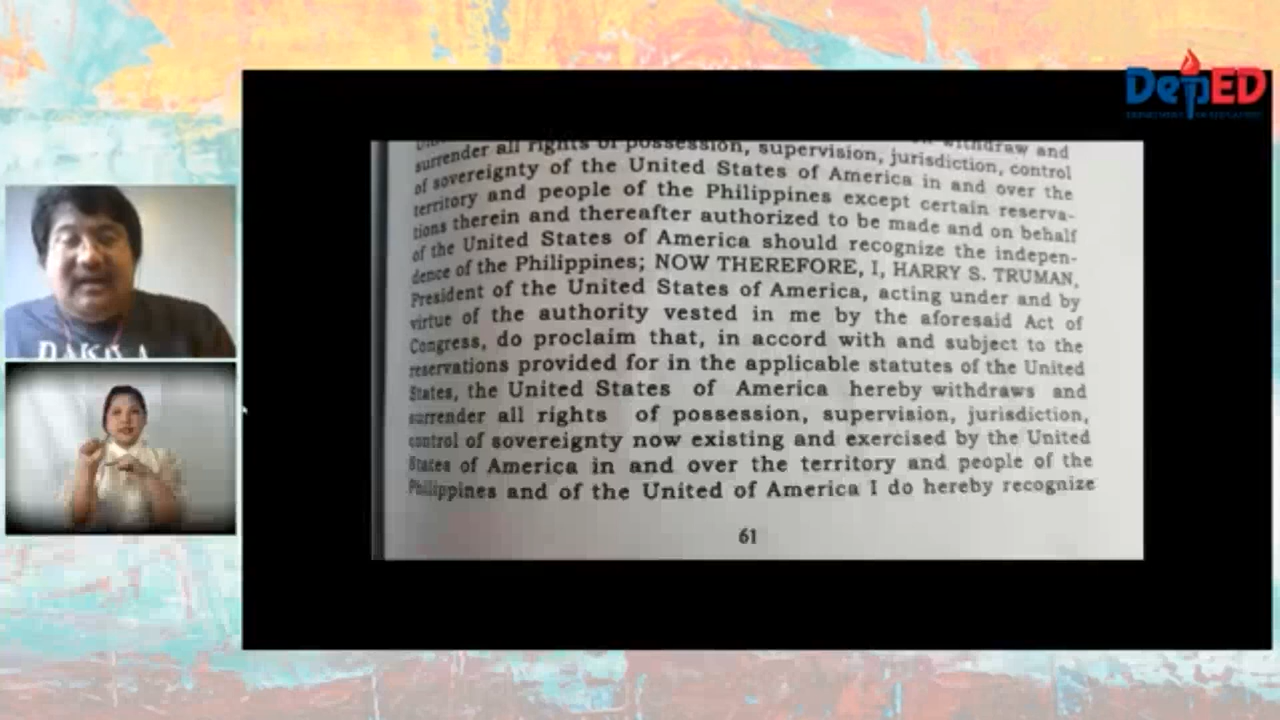 DepED
DEPARTMENT OF EDUCATION
withdraw and
surrender all rights of possession, supervision, jurisdiction, control
of sovereignty of the United States of America in and over the
territory and people of the Philippines except certain reserva-
tions therein and thereafter authorized to be made and on behalf
of the United States of America should recognize the indepen-
dence of the Philippines; NOW THEREFORE, I, HARRY S. TRUMAN,
President of the United States of America, acting under and by
virtue of the authority vested in me by the aforesaid Act of
Congress, do proclaim that, in accord with and subject to the
reservations provided for in the applicable statutes of the United
States, the United States of America hereby withdraws and
surrender all rights of possession, supervision, jurisdiction,
control of sovereignty now existing and exercised by the United
States of America in and over the territory and people of the
Philippines and of the United of America I do hereby recognize
61